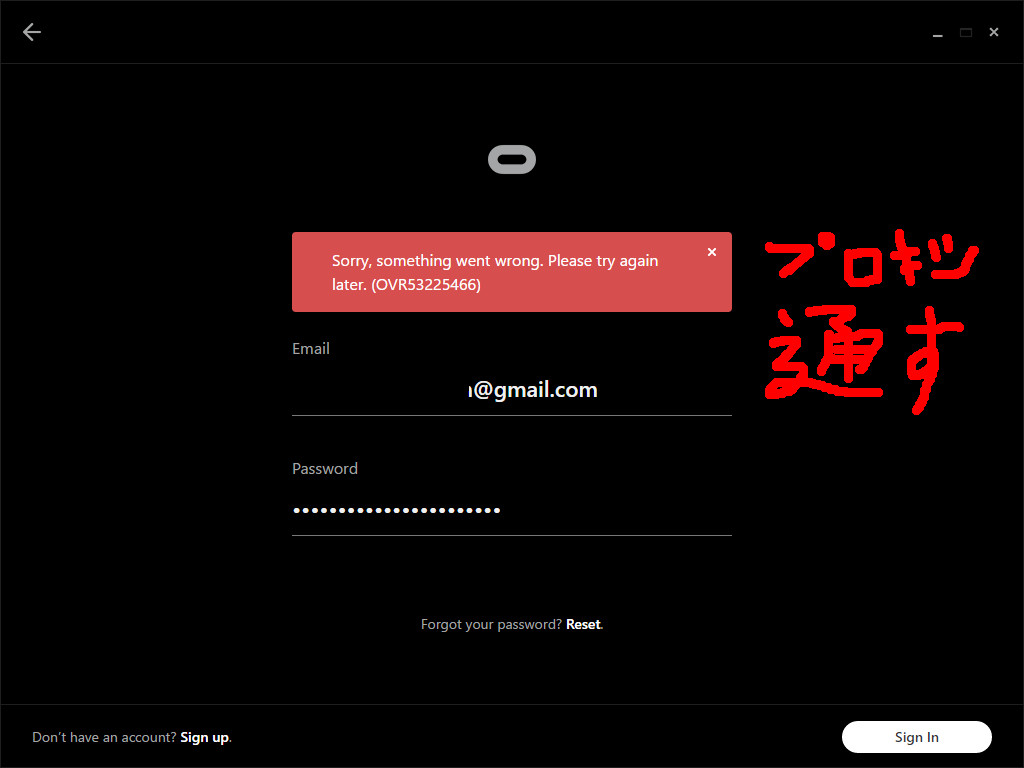 Sorry, something went wrong. Please try again
later. (OVR53225466)
プロキシ
通す
Email
@gmail.com
Password
Forgot your password? Reset.
Don't have an account? Sign up.
Sign In